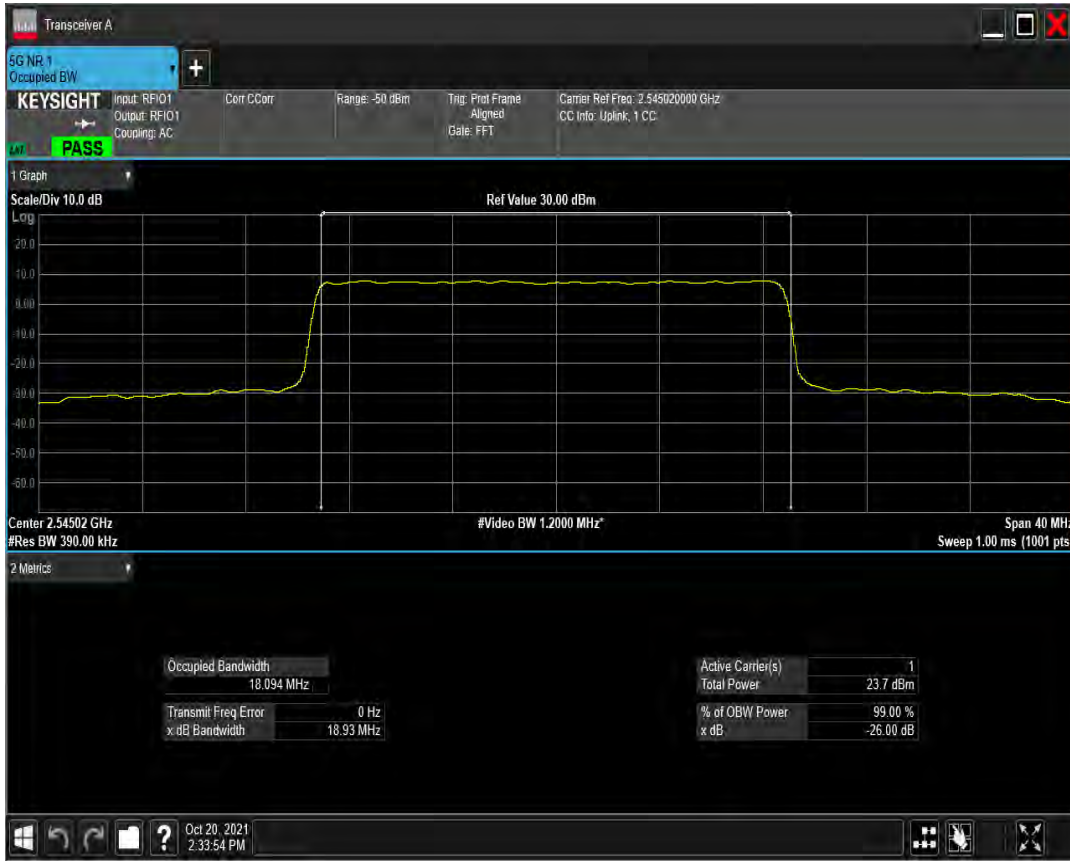 Transceiver A
5G NR 1
Occupied BW
+
KEYSIGHT
Input: RFIO1
Output: RFIO1
Coupling: AC
Corr CCorr
Range: -50 dBm
Trig: Prot Frame
Aligned
Gate: FFT
Carrier Ref Freq: 2.545020000 GHz
CC Info: Uplink, 1 CC
PASS
1 Graph
Scale/Div 10.0 dB
Ref Value 30.00 dBm
Log
20.0
10.0
0.00
-10.0
-20.0
-30.0
-40.0
-50.0
-60.0
Center 2.54502 GHz
#Video BW 1.2000 MHz*
Span 40 MHz
#Res BW 390.00 kHz
Sweep 1.00 ms (1001 pts
2 Metrics
Occupied Bandwidth
18.094 MHz
Transmit Freq Error 0 Hz
x dB Bandwidth 18.93 MHz
Active Carrier(s) 1
Total Power 23.7 dBm
% of OBW Power 99.00 %
x dB -26.00 dB
?
Oct 20, 2021
2:33:54 PM